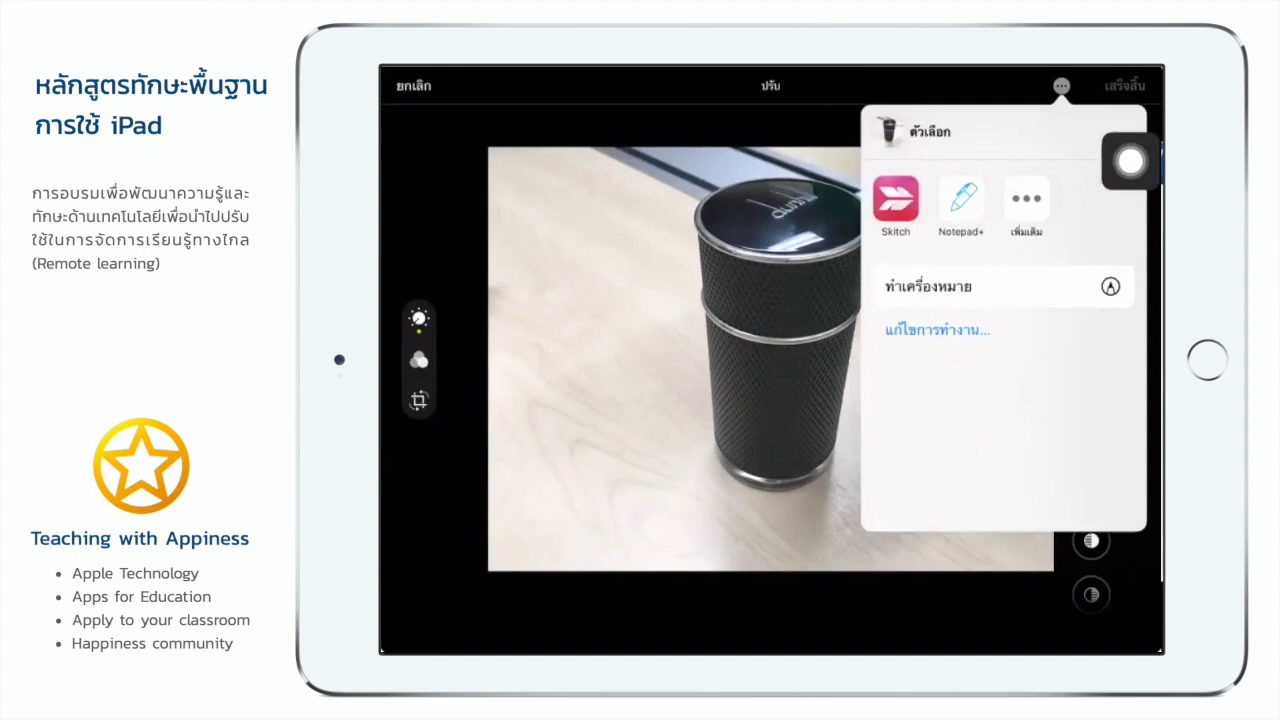 หลักสูตรทักษะพื้นฐาน
การใช้ iPad
การอบรมเพื่อพัฒนาความรู้และ
ทักษะด้านเทคโนโลยีเพื่อนำไปปรับ
ใช้ในการจัดการเรียนรู้ทางไกล
(Remote learning)
Teaching with Appiness
• Apple Technology
• Apps for Education
• Apply to your classroom
• Happiness community
ยกเลิก
ปรับ
เสร็จสิ้น
ตัวเลือก
Skitch
Notepad+
เพิ่มเติม
ทำเครื่องหมาย
แก้ไขการทำงาน...
dunhill